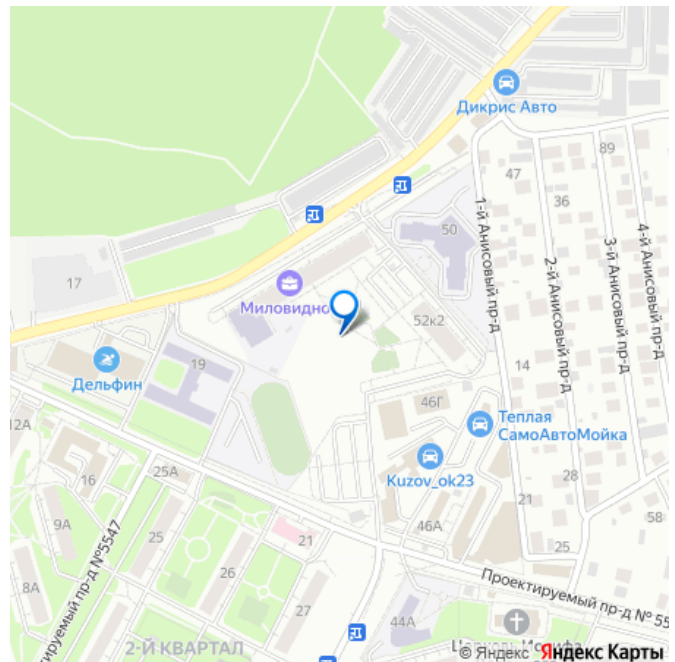 Дикрис Авто
89
47
36
1-й Анисовый пр-д
2-й Анисовый пр-д
3-й Анисовый пр-д
4-й Анисовый пр-д
50
17
Миловидно
52к2
19
Дельфин
14
46Г
Теплая
СамоАвтоМойка
12А
Kuzov_ok23
16
25А
28
21
9А
58
25
21
46А
25
26
8А
27
Проектируемый пр-д № 55
тируемый пр-д №5547
44А
2-Й КВАРТАЛ
© Яндекс Яндекс Карты